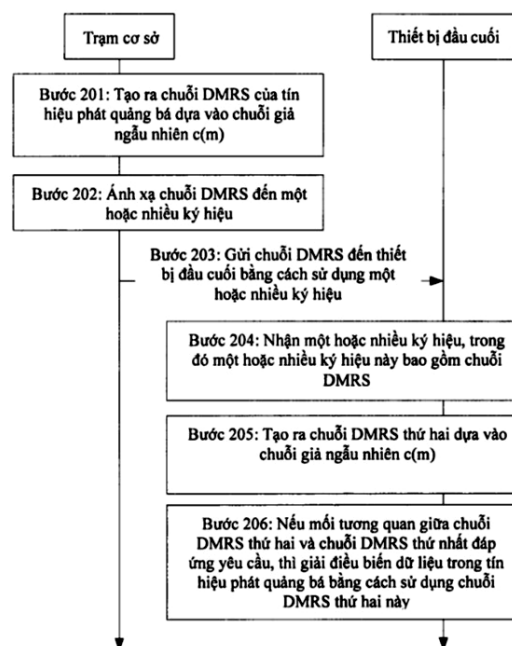 Trạm cơ sở
Thiết bị đầu cuối
Bước 201: Tạo ra chuỗi DMRS của tín
hiệu phát quảng bá dựa vào chuỗi giả
ngẫu nhiên c(m)
Bước 202: Ánh xạ chuỗi DMRS đến một
hoặc nhiều ký hiệu
Bước 203: Gửi chuỗi DMRS đến thiết
bị đầu cuối bằng cách sử dụng một
hoặc nhiều ký hiệu
Bước 204: Nhận một hoặc nhiều ký hiệu, trong
đó một hoặc nhiều ký hiệu này bao gồm chuỗi
DMRS
Bước 205: Tạo ra chuỗi DMRS thứ hai dựa vào
chuỗi giả ngẫu nhiên c(m)
Bước 206: Nếu mối tương quan giữa chuỗi
DMRS thứ hai và chuỗi DMRS thứ nhất đáp
ứng yêu cầu, thì giải điều biến dữ liệu trong tín
hiệu phát quảng bá bằng cách sử dụng chuỗi
DMRS thứ hai này